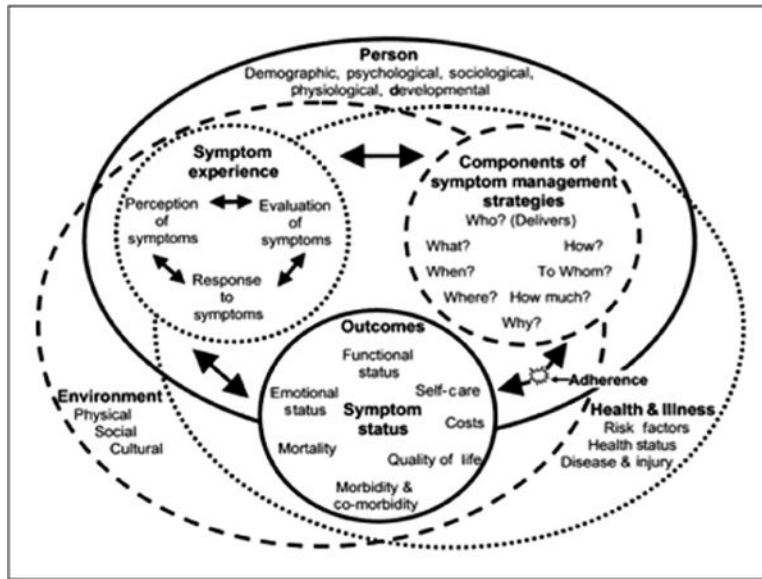 Person
Demographic, psychological, sociological,
physiological, developmental
Symptom
experience
Perception
of
symptoms
Evaluation
of
symptoms
Response
to
symptoms
Components of
symptom management
strategies
Who? (Delivers)
What?
How?
When?
To Whom?
Where?
How much?
Why?
Outcomes
Functional
status
Emotional
status
Self-care
Symptom
status
Costs
Mortality
Quality of life
Morbidity &
co-morbidity
Adherence
Environment
Physical
Social
Cultural
Health & Illness
Risk factors
Health status
Disease & injury